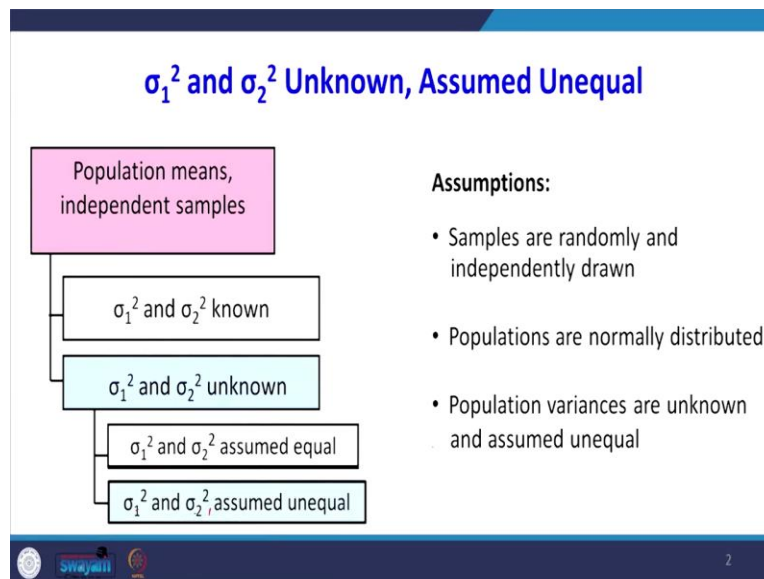 σ₁² and σ₂² Unknown, Assumed Unequal
Population means,
independent samples
σ₁² and σ₂² known
σ₁² and σ₂² unknown
σ₁² and σ₂² assumed equal
σ₁² and σ₂², assumed unequal
Assumptions:
• Samples are randomly and
independently drawn
• Populations are normally distributed
• Population variances are unknown
and assumed unequal
swayam
2